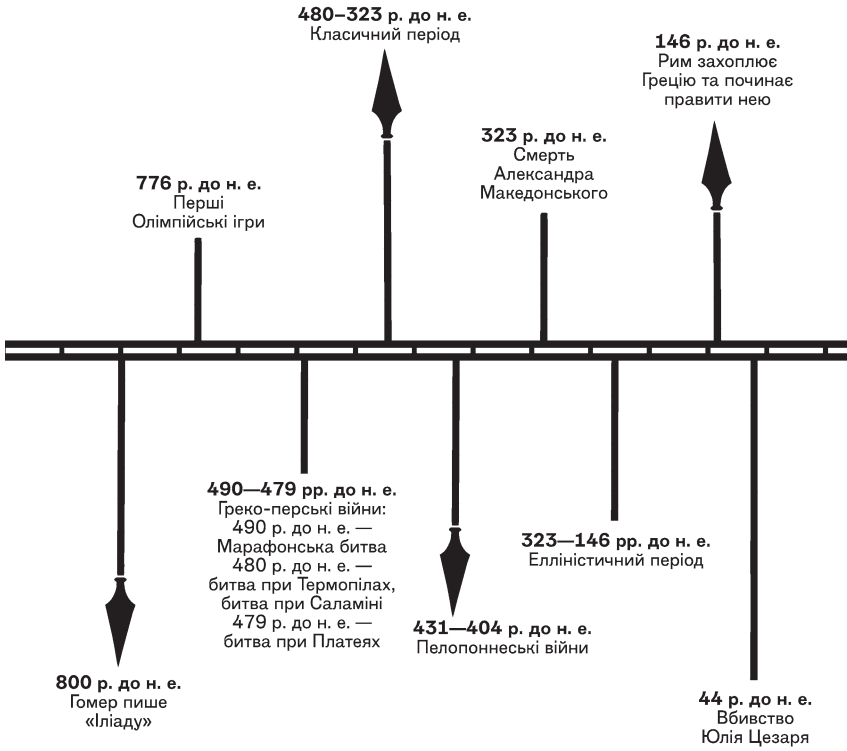 480–323 р. до н. е.
Класичний період
146 р. до н. е.
Рим захоплює
Грецію та починає
правити нею
323 р. до н. е.
Смерть
Александра
Македонського
776 р. до н. е.
Перші
Олімпійські ігри
490—479 рр. до н. е.
Греко-перські війни:
490 р. до н. е. —
Марафонська битва
480 р. до н. е. —
битва при Термопілах,
битва при Саламіні
479 р. до н. е. —
битва при Платеях
323—146 рр. до н. е.
Елліністичний період
431—404 р. до н. е.
Пелопоннеські війни
800 р. до н. е.
Гомер пише
«Іліаду»
44 р. до н. е.
Вбивство
Юлія Цезаря